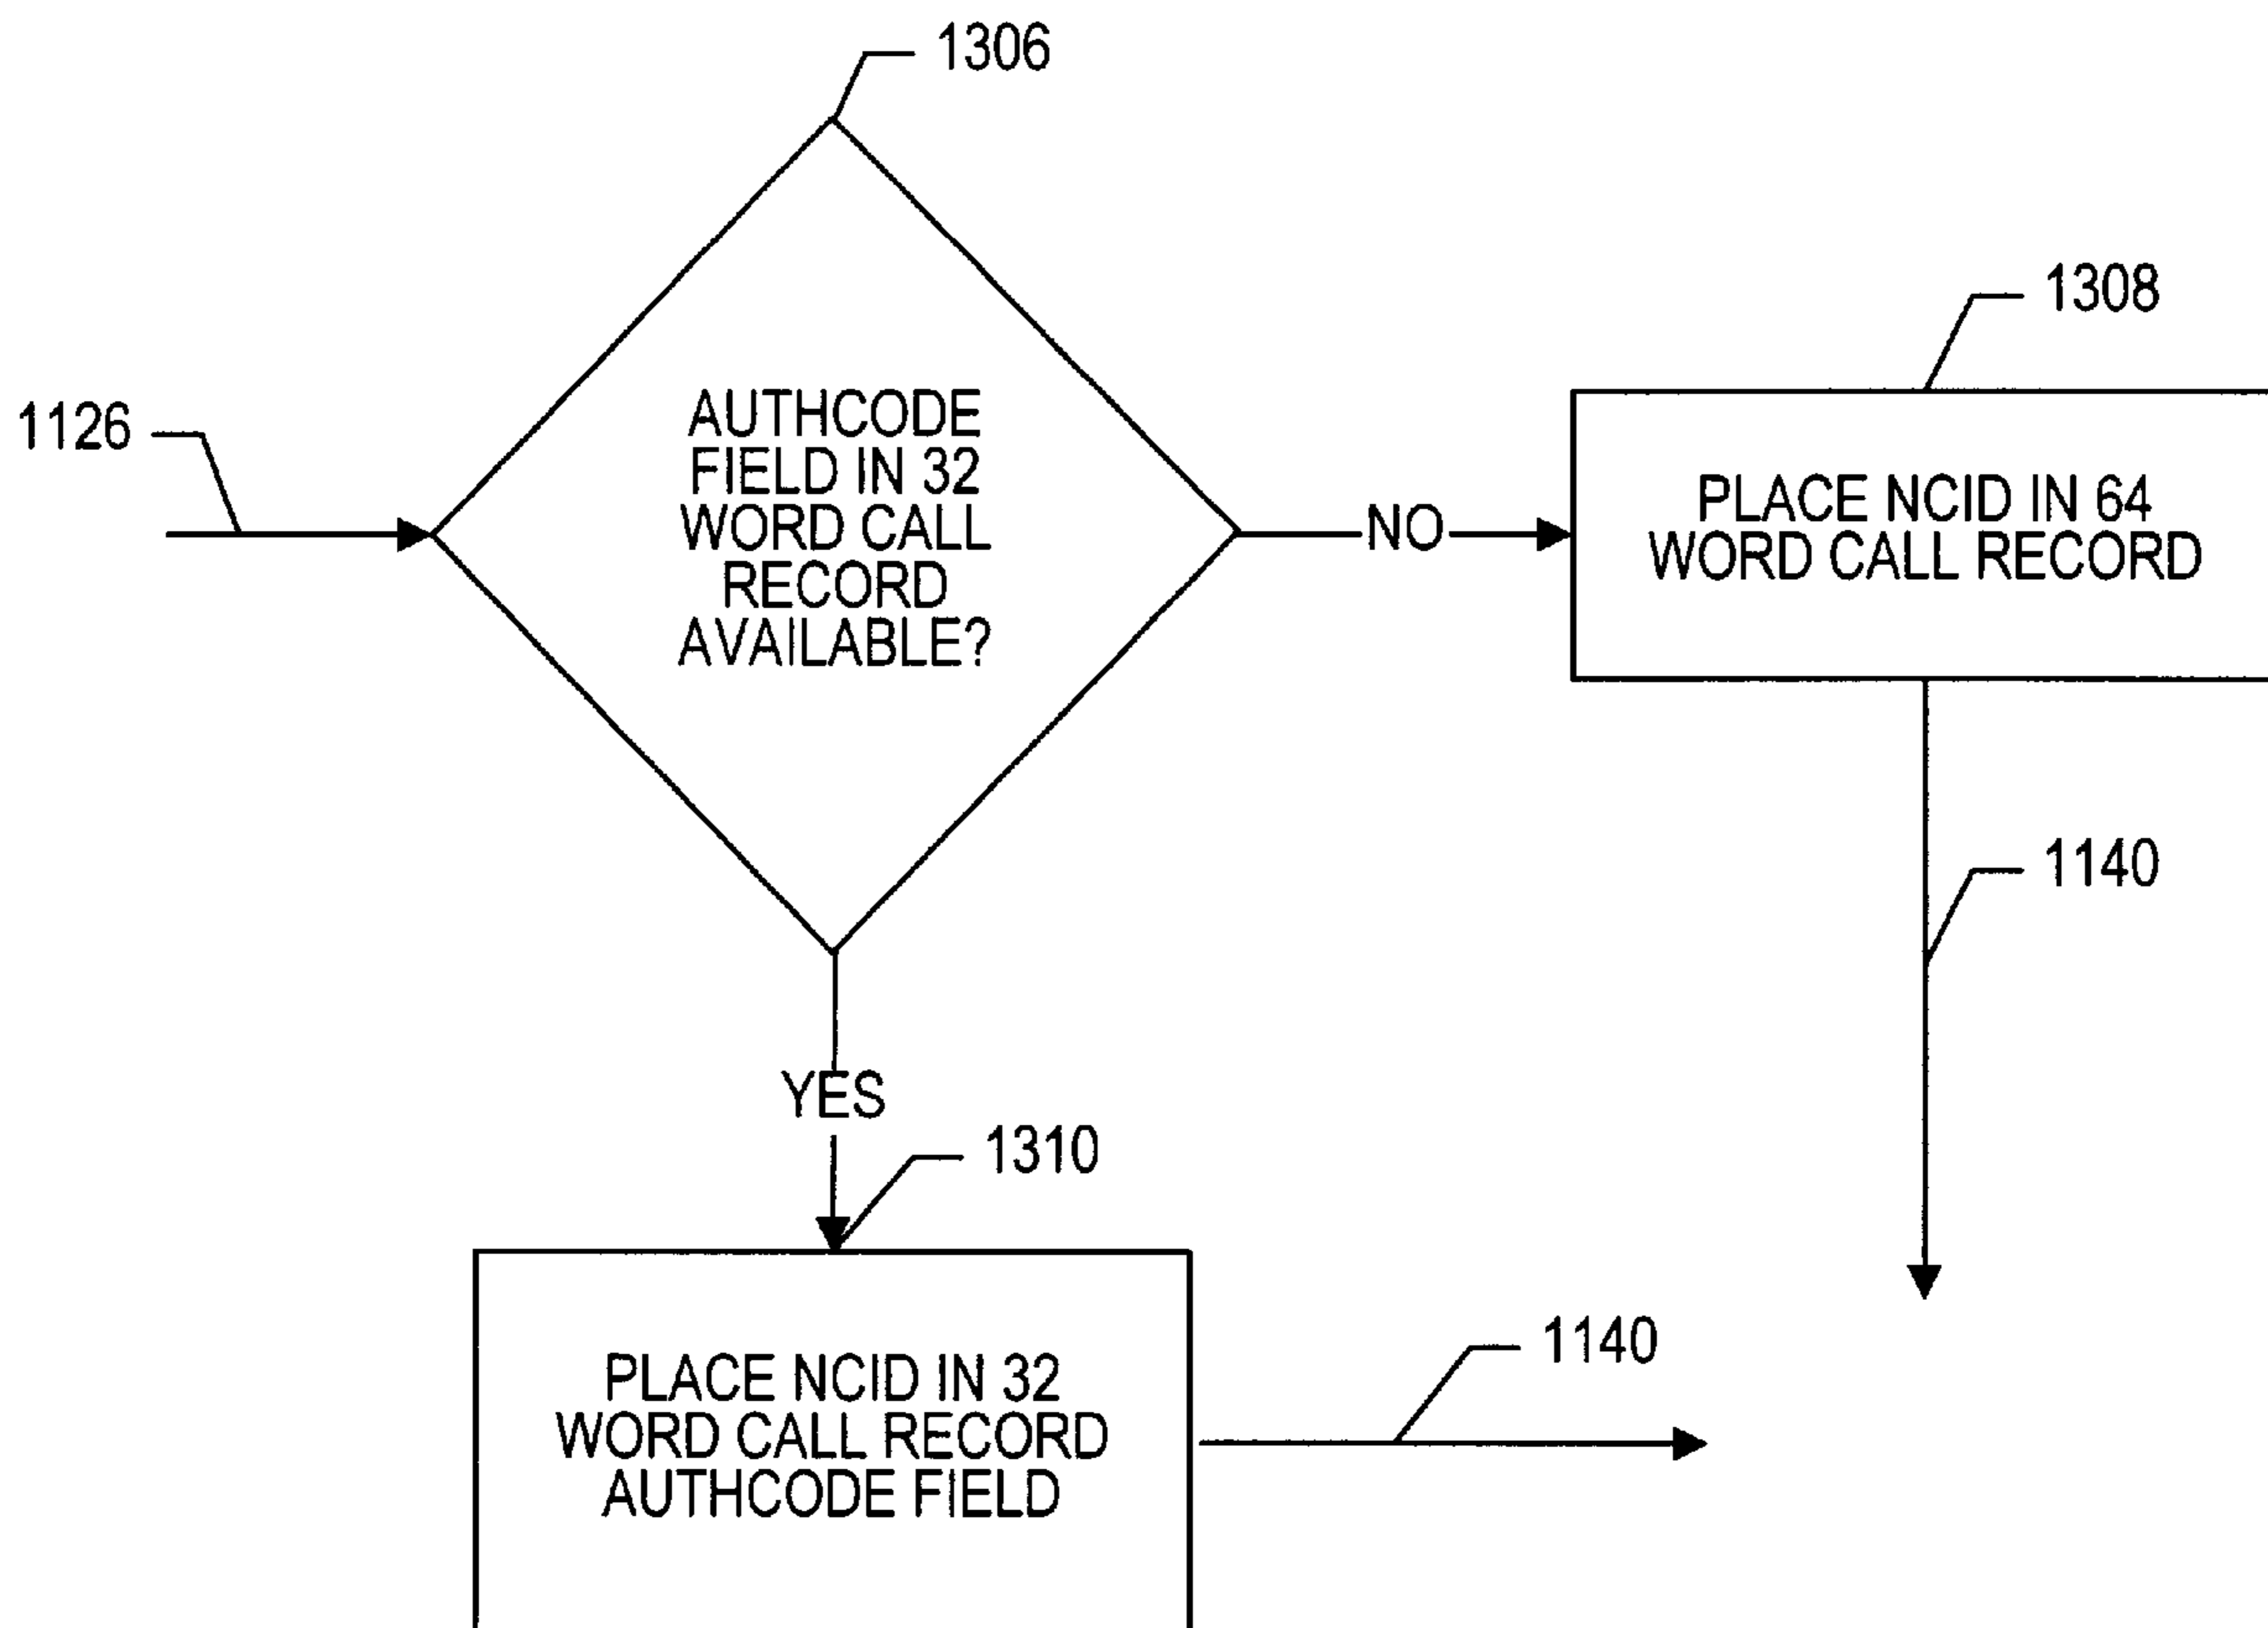 1306
1126
AUTHCODE
FIELD IN 32
WORD CALL
RECORD
AVAILABLE?
NO
1308
PLACE NCID IN 64
WORD CALL RECORD
1140
YES
1310
PLACE NCID IN 32
WORD CALL RECORD
AUTHCODE FIELD
1140